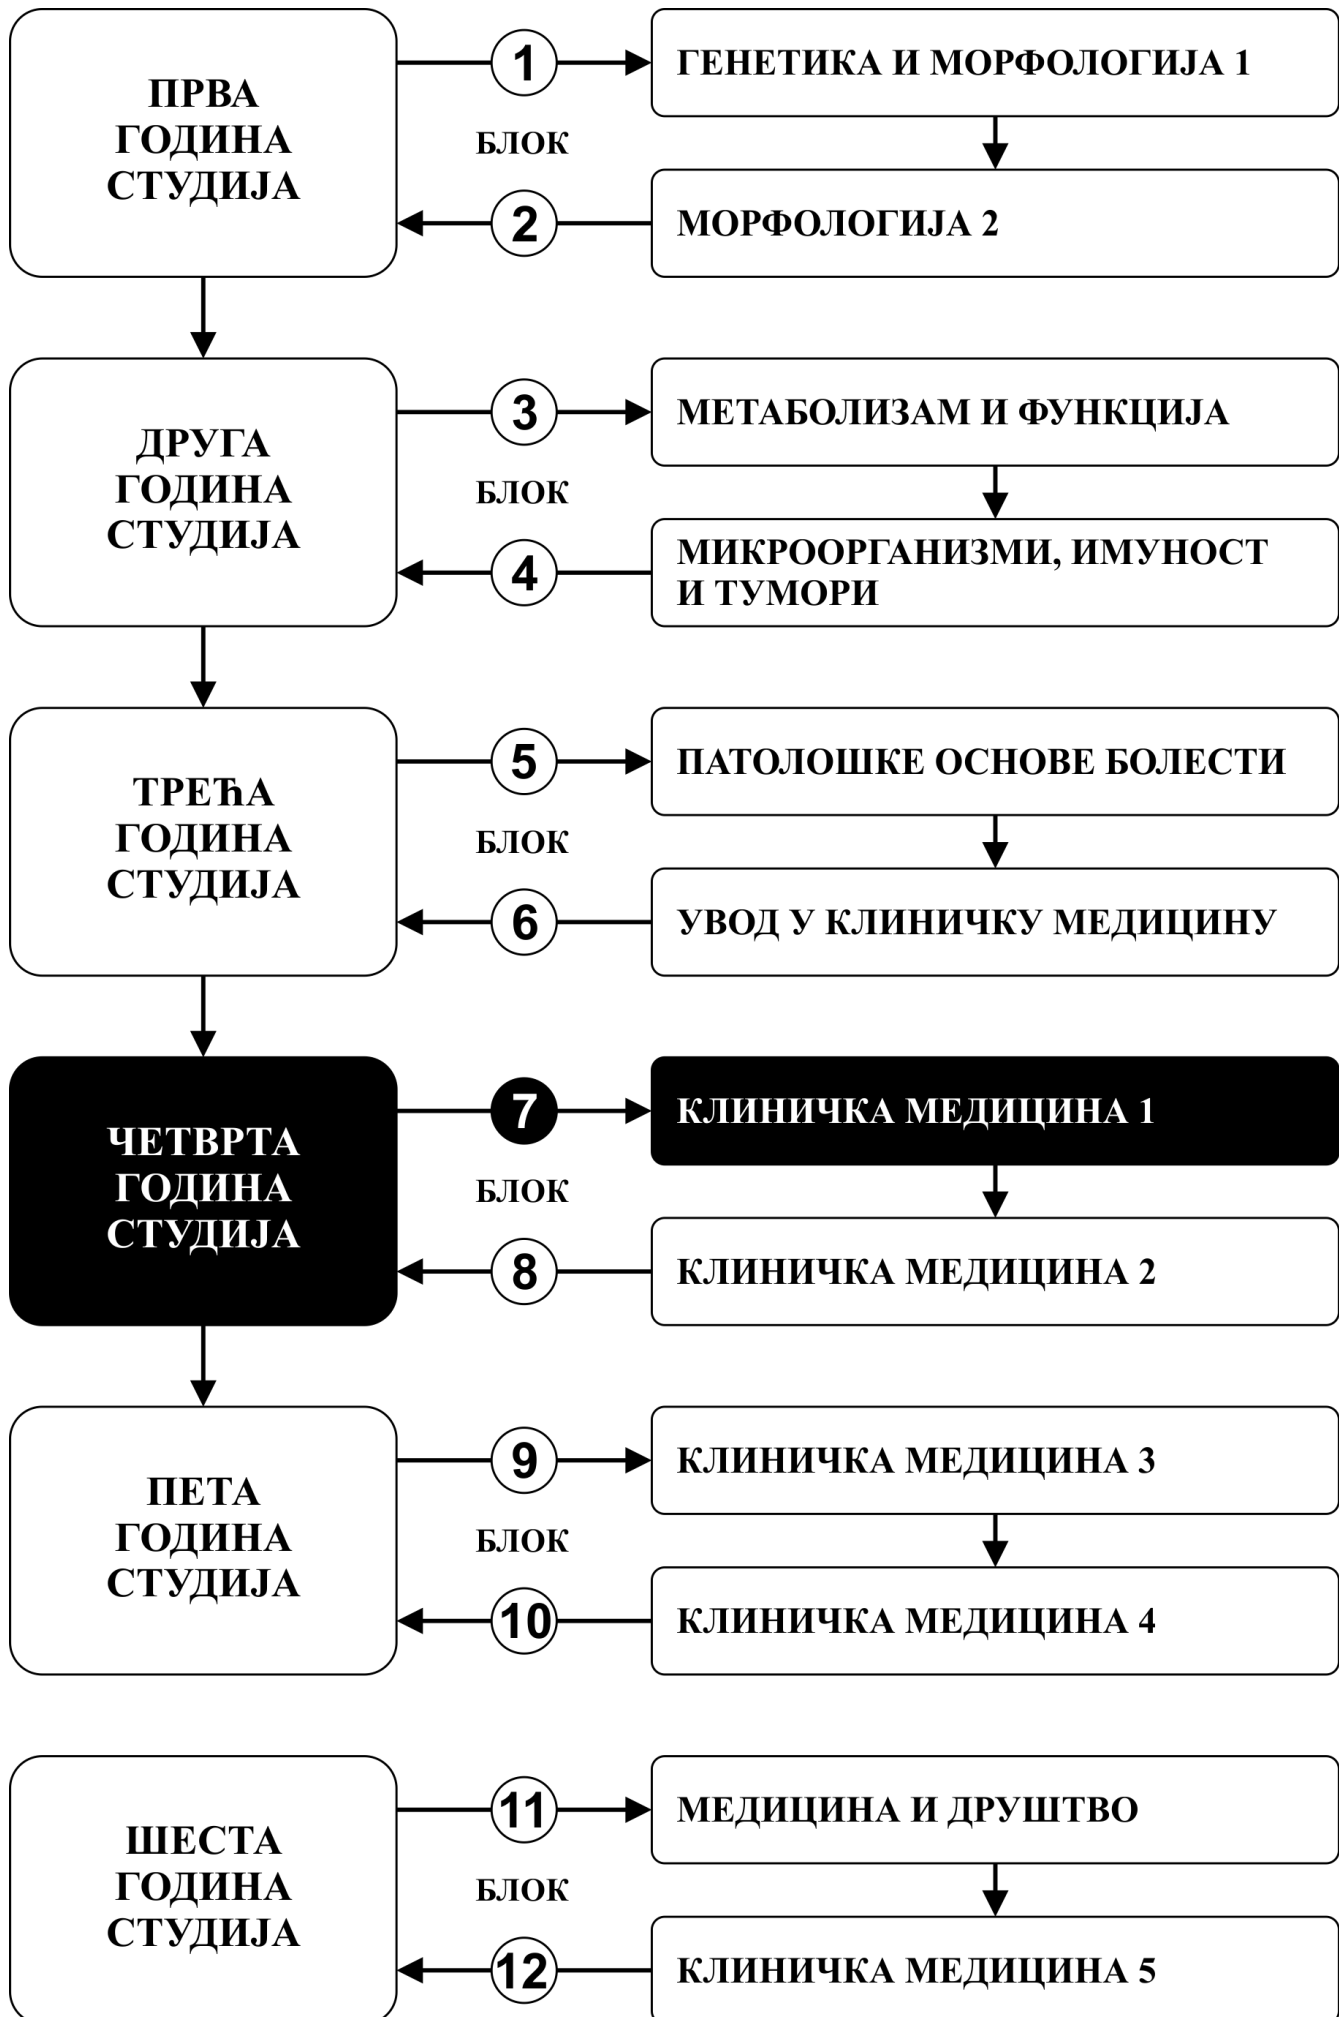 ПРВА
ГОДИНА
СТУДИЈА
1
БЛОК
2
ГЕНЕТИКА И МОРФОЛОГИЈА 1
МОРФОЛОГИЈА 2
ДРУГА
ГОДИНА
СТУДИЈА
3
БЛОК
4
МЕТАБОЛИЗАМ И ФУНКЦИЈА
МИКРООРГАНИЗМИ, ИМУНОСТ
И ТУМОРИ
ТРЕЋА
ГОДИНА
СТУДИЈА
5
БЛОК
6
ПАТОЛОШКЕ ОСНОВЕ БОЛЕСТИ
УВОД У КЛИНИЧКУ МЕДИЦИНУ
ЧЕТВРТА
ГОДИНА
СТУДИЈА
7
БЛОК
8
КЛИНИЧКА МЕДИЦИНА 1
КЛИНИЧКА МЕДИЦИНА 2
ПЕТА
ГОДИНА
СТУДИЈА
9
БЛОК
10
КЛИНИЧКА МЕДИЦИНА 3
КЛИНИЧКА МЕДИЦИНА 4
ШЕСТА
ГОДИНА
СТУДИЈА
11
БЛОК
12
МЕДИЦИНА И ДРУШТВО
КЛИНИЧКА МЕДИЦИНА 5